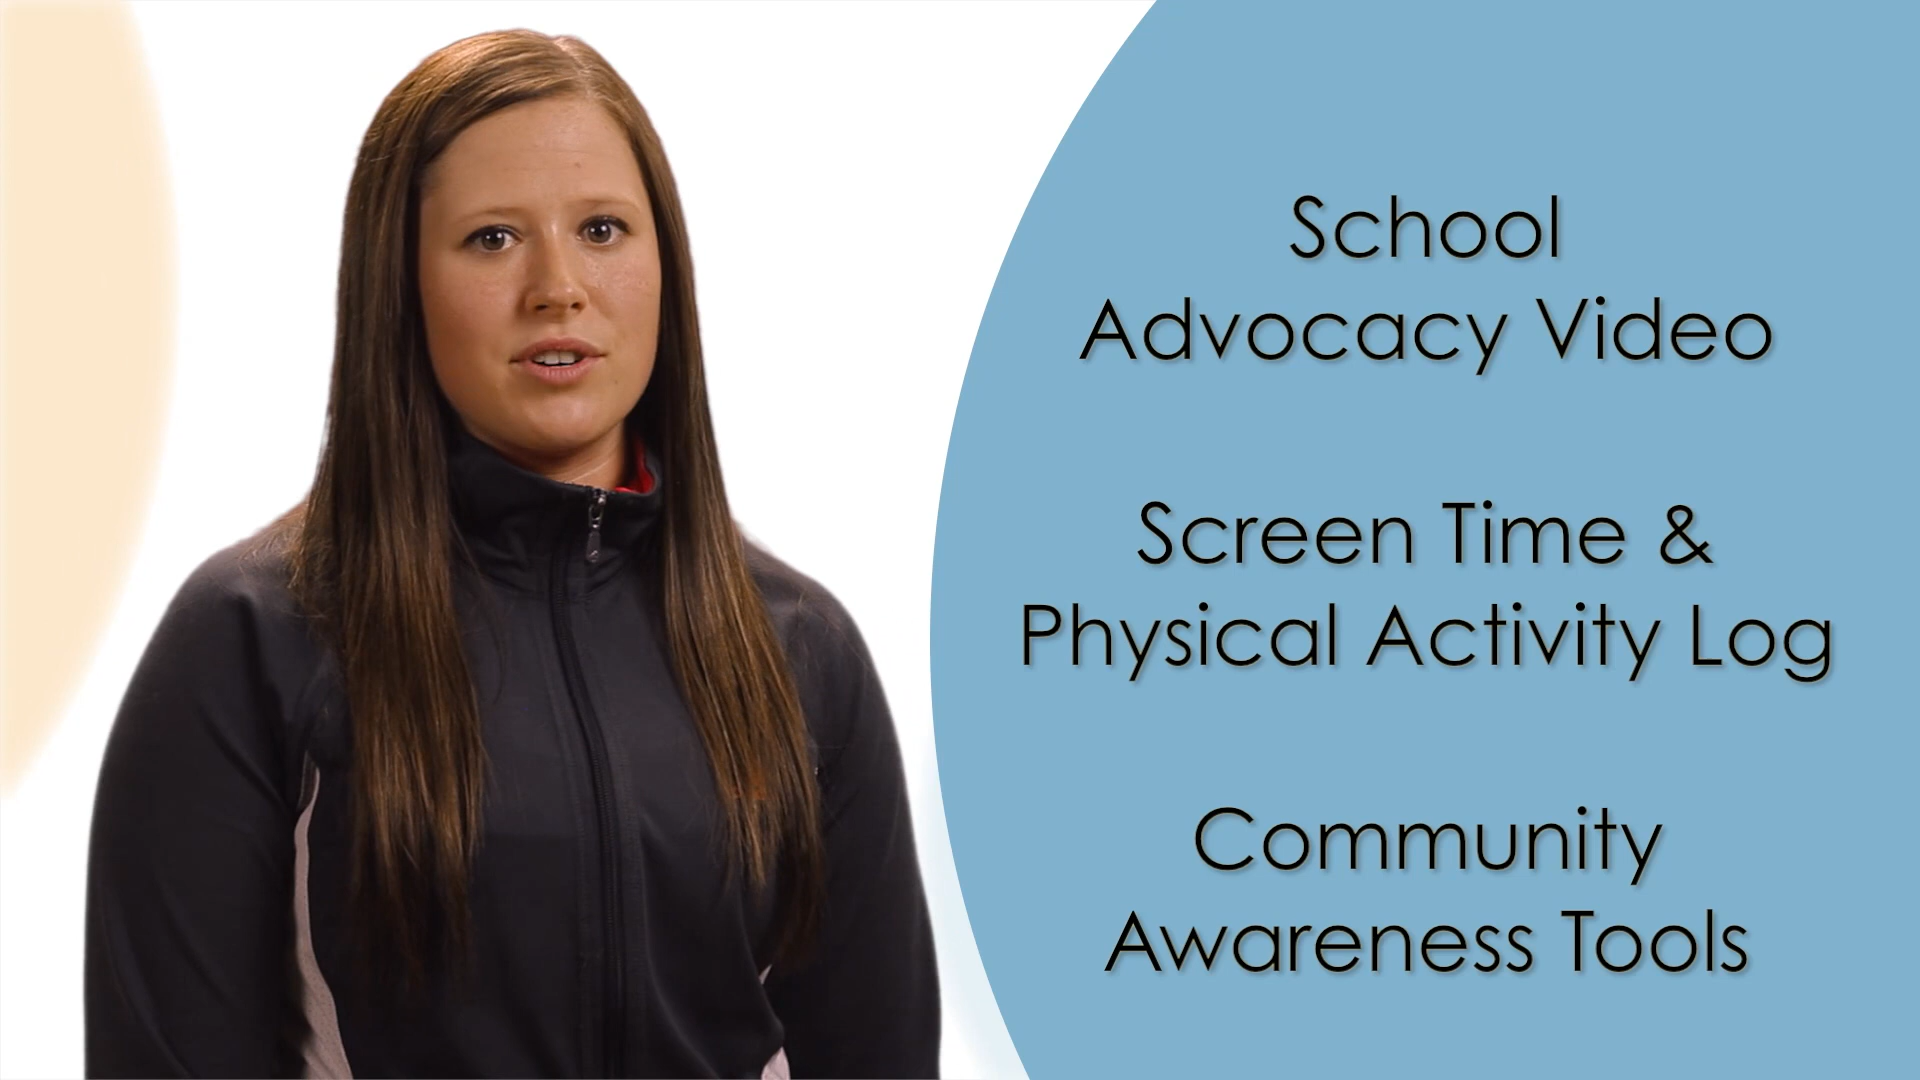 School
Advocacy Video
Screen Time &
Physical Activity Log
Community
Awareness Tools